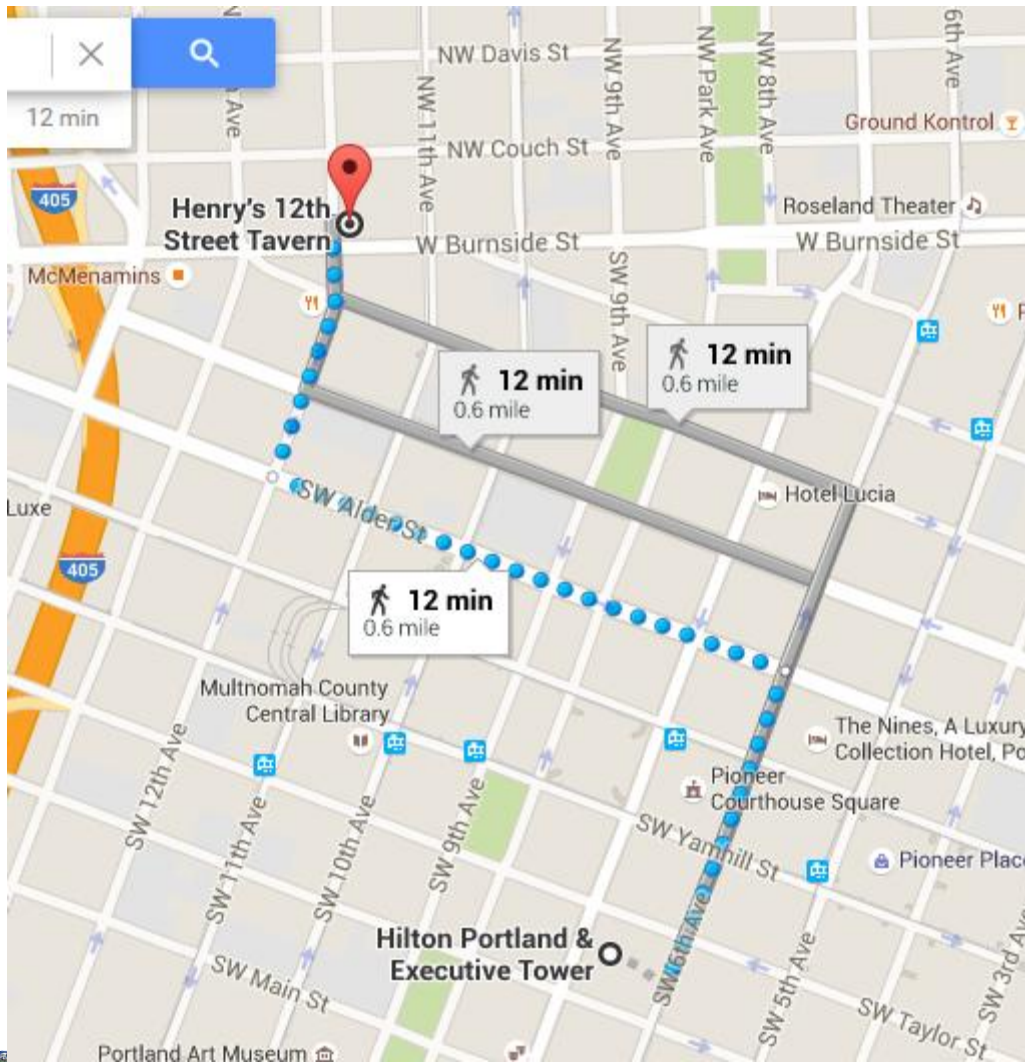 6th Ave
NW Davis St
NW 9th Ave
NW Park Ave
NW 8th Ave
NW 11th Ave
12 min
Ave
Ground Kontrol
NW Couch St
405
Henry's 12th
Street Tavern
Roseland Theater
W Burnside St
W Burnside St
McMenamins
SW 9th Ave
12 min
0.6 mile
12 min
0.6 mile
Hotel Lucia
SW Alder St
Luxe
405
12 min
0.6 mile
Multnomah County
Central Library
The Nines, A Luxury
Collection Hotel, Po
Pioneer
Courthouse Square
SW 12th Ave
SW 11th Ave
SW 10th Ave
SW 9th Ave
SW Yamhill St
Pioneer Place
Hilton Portland &
Executive Tower
SW 6th Ave
SW 5th Ave
SW 3rd Ave
SW Main St
SW Taylor St
Portland Art Museum